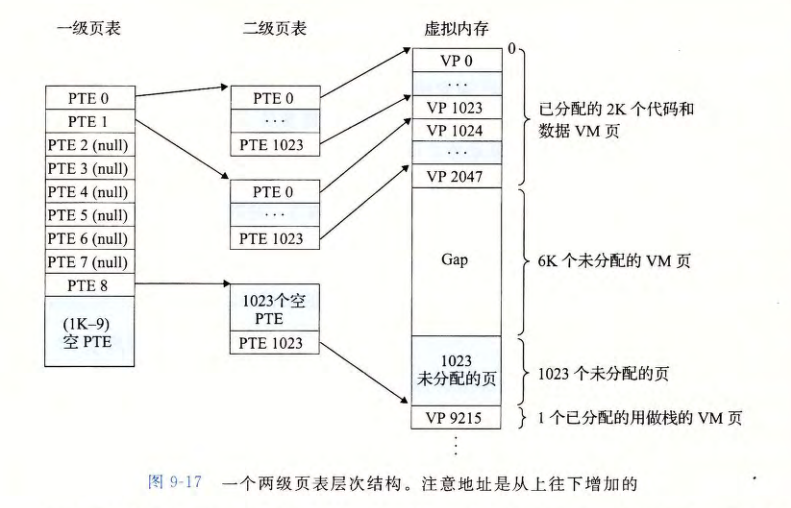 一级页表
二级页表
虚拟内存
PTE 0
PTE 1
PTE 2 (null)
PTE 3 (null)
PTE 4 (null)
PTE 5 (null)
PTE 6 (null)
PTE 7 (null)
PTE 8
(1K–9)
空 PTE
PTE 0
···
PTE 1023
PTE 0
···
PTE 1023
1023个空
PTE
PTE 1023
0
VP 0
···
VP 1023
VP 1024
···
VP 2047
Gap
1023
未分配的页
VP 9215
⋮
已分配的 2K 个代码和
数据 VM 页
6K 个未分配的 VM 页
1023 个未分配的页
1 个已分配的用做栈的 VM 页
图 9-17 一个两级页表层次结构。注意地址是从上往下增加的